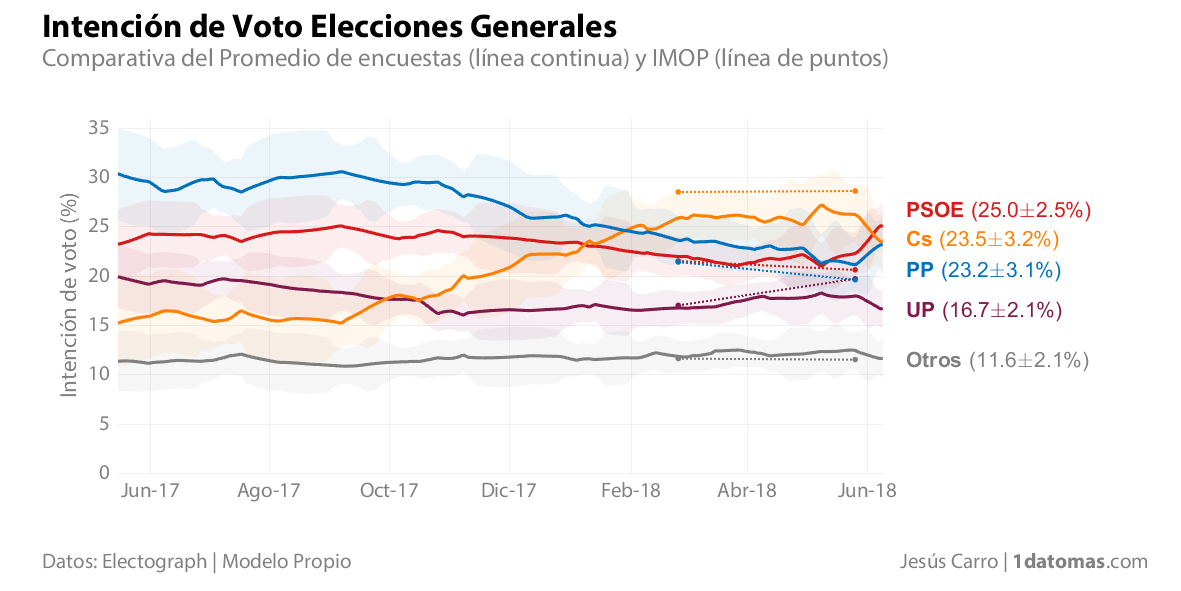 Intención de Voto Elecciones Generales
Comparativa del Promedio de encuestas (línea continua) y IMOP (línea de puntos)
Intención de voto (%)
35
30
25
20
15
10
5
0
Jun-17 Ago-17 Oct-17 Dic-17 Feb-18 Abr-18 Jun-18
PSOE (25.0±2.5%)
Cs (23.5±3.2%)
PP (23.2±3.1%)
UP (16.7±2.1%)
Otros (11.6±2.1%)
Datos: Electograph | Modelo Propio
Jesús Carro | 1datomas.com